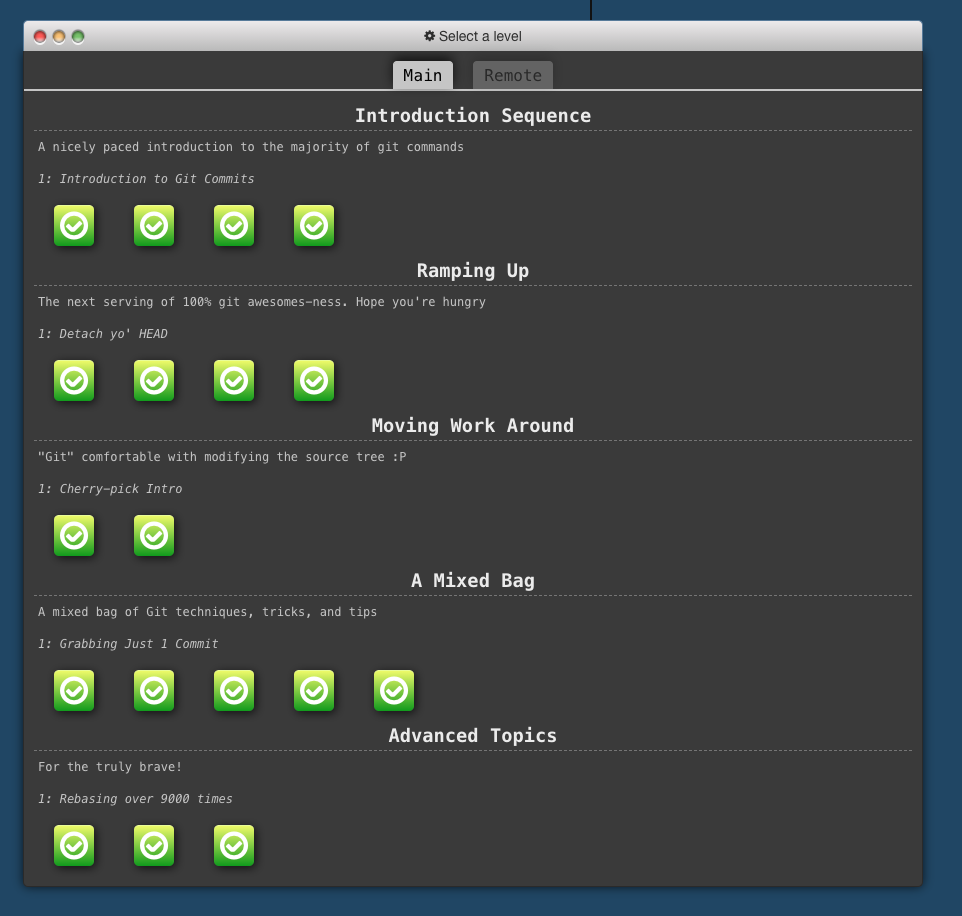 Select a level
Main Remote
Introduction Sequence
A nicely paced introduction to the majority of git commands
1: Introduction to Git Commits
Ramping Up
The next serving of 100% git awesomes-ness. Hope you're hungry
1: Detach yo' HEAD
Moving Work Around
"Git" comfortable with modifying the source tree :P
1: Cherry-pick Intro
A Mixed Bag
A mixed bag of Git techniques, tricks, and tips
1: Grabbing Just 1 Commit
Advanced Topics
For the truly brave!
1: Rebasing over 9000 times